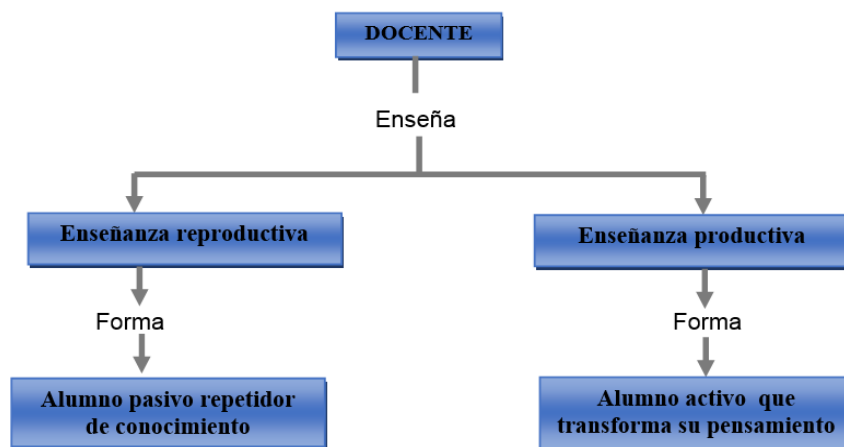 DOCENTE
Enseña
Enseñanza reproductiva
Enseñanza productiva
Forma
Forma
Alumno pasivo repetidor
de conocimiento
Alumno activo que
transforma su pensamiento